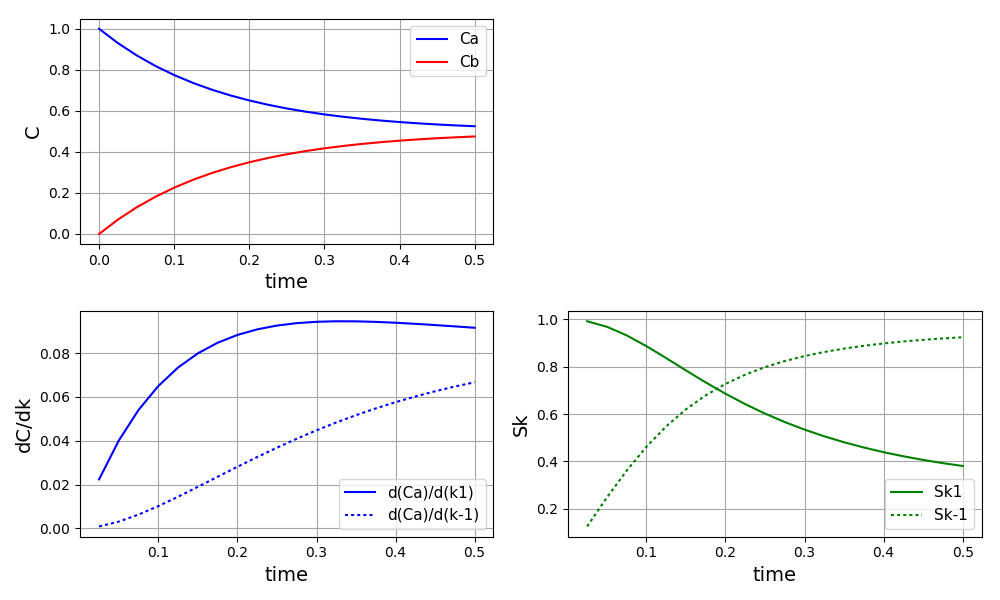 C
1.0
0.8
0.6
0.4
0.2
0.0
Ca
Cb
0.0 0.1 0.2 0.3 0.4 0.5
time
dC/dk
0.08
0.06
0.04
0.02
0.00
d(Ca)/d(k1)
d(Ca)/d(k-1)
0.1 0.2 0.3 0.4 0.5
time
Sk
1.0
0.8
0.6
0.4
0.2
Sk1
Sk-1
0.1 0.2 0.3 0.4 0.5
time